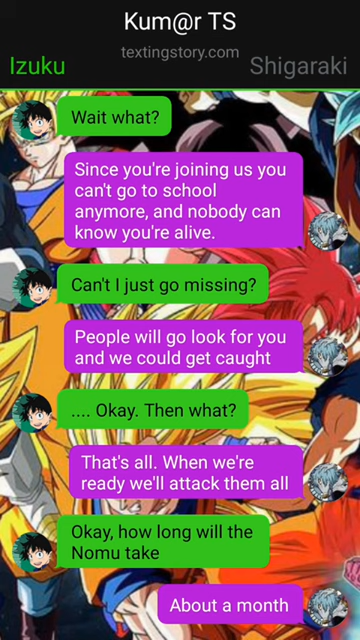 Kum@r TS
textingstory.com
Izuku
Shigaraki
Wait what?
Since you're joining us you
can't go to school
anymore, and nobody can
know you're alive.
Can't I just go missing?
People will go look for you
and we could get caught
.... Okay. Then what?
That's all. When we're
ready we'll attack them all
Okay, how long will the
Nomu take
About a month